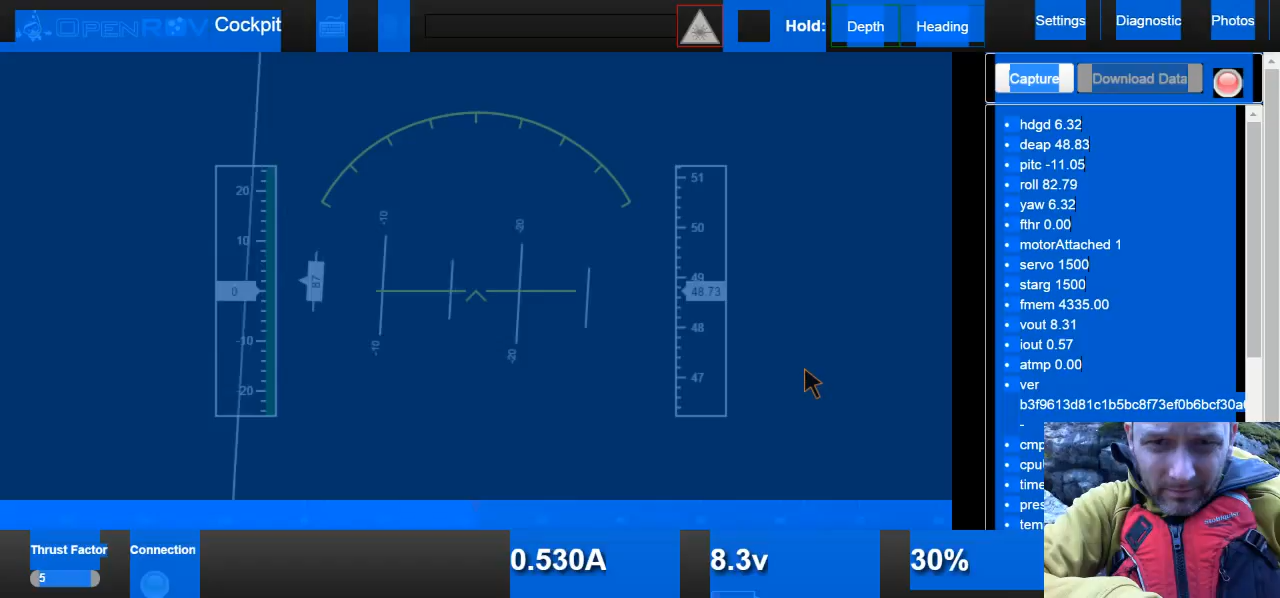 OPENROV Cockpit
Hold: Depth Heading
Settings Diagnostic Photos
Capture Download Data
hdgd 6.32
deap 48.83
pitc -11.05
roll 82.79
yaw 6.32
fthr 0.00
motorAttached 1
servo 1500
starg 1500
fmem 4335.00
vout 8.31
iout 0.57
atmp 0.00
ver
b3f9613d81c1b5bc8f73ef0b6bcf30a
-
cmp
cpu
time
pres
tem
20
10
0
-10
-20
87
-10
-20
-10
-20
51
50
49
48.73
48
47
Thrust Factor
5
Connection
0.530A
8.3v
30%
Stohlquist